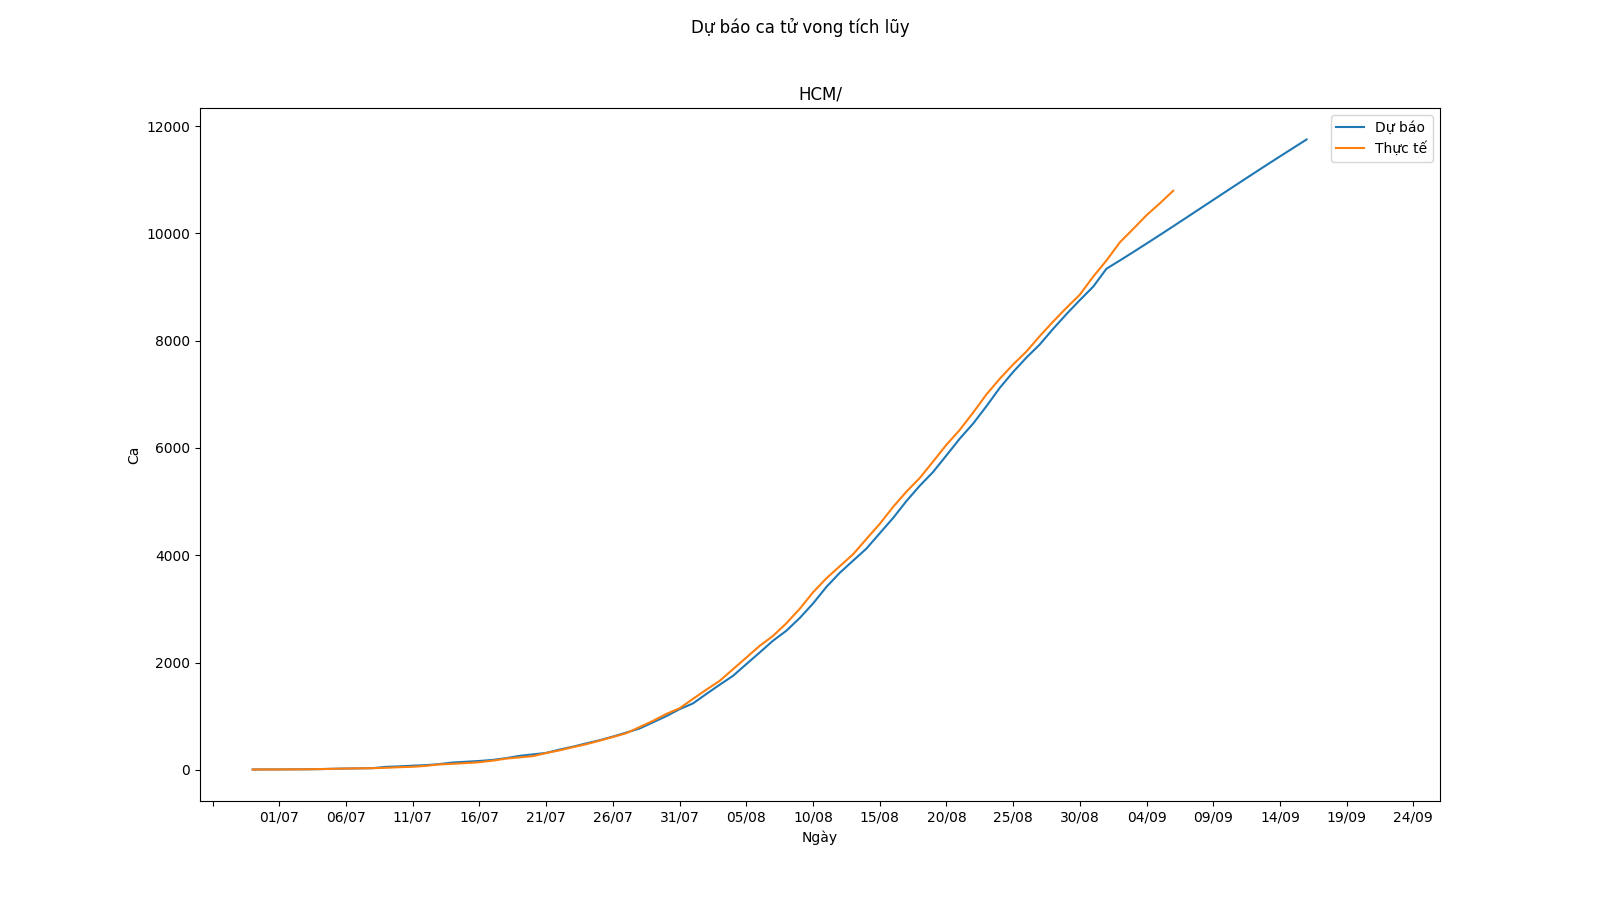 Dự báo ca tử vong tích lũy
HCM/
Dự báo
Thực tế
12000
10000
8000
6000
4000
2000
0
Ca
01/07 06/07 11/07 16/07 21/07 26/07 31/07 05/08 10/08 15/08 20/08 25/08 30/08 04/09 09/09 14/09 19/09 24/09
Ngày